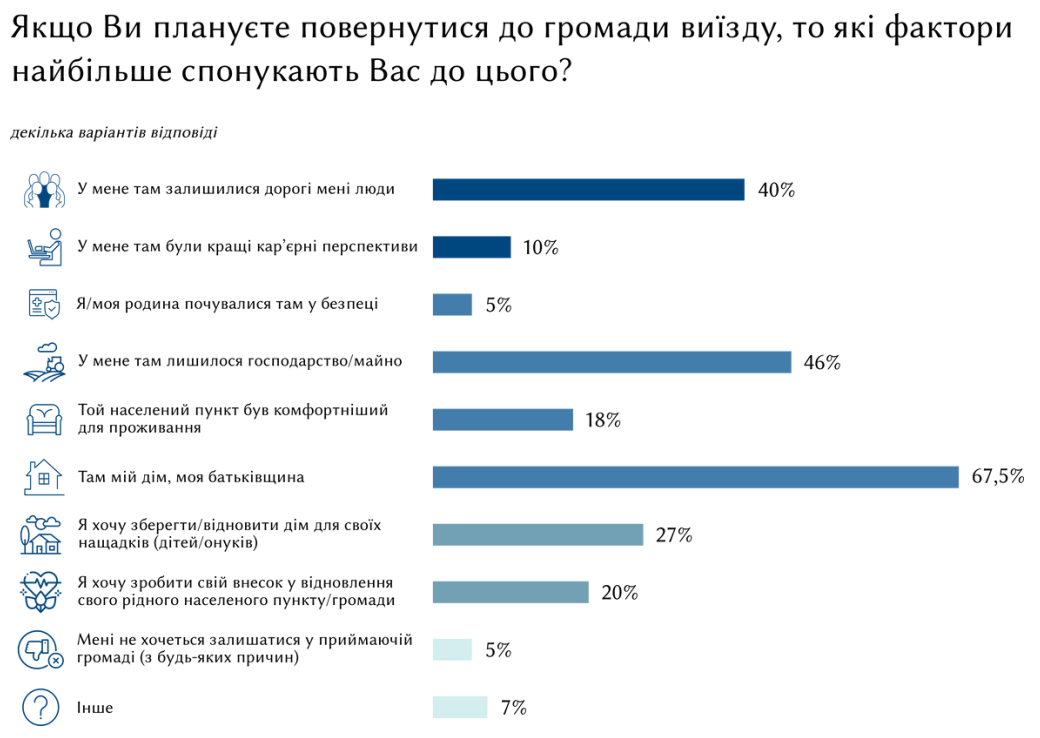 Якщо Ви плануєте повернутися до громади виїзду, то які фактори
найбільше спонукають Вас до цього?
декілька варіантів відповіді
У мене там залишилися дорогі мені люди
40%
У мене там були кращі кар’єрні перспективи
10%
Я/моя родина почувалися там у безпеці
5%
У мене там лишилося господарство/майно
46%
Той населений пункт був комфортніший
для проживання
18%
Там мій дім, моя батьківщина
67,5%
Я хочу зберегти/відновити дім для своїх
нащадків (дітей/онуків)
27%
Я хочу зробити свій внесок у відновлення
свого рідного населеного пункту/громади
20%
Мені не хочеться залишатися у приймаючій
громаді (з будь-яких причин)
5%
Інше
7%